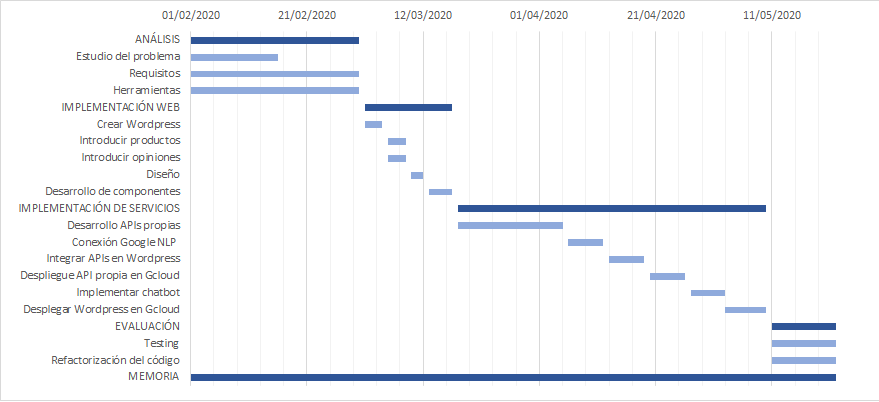 01/02/2020 21/02/2020 12/03/2020 01/04/2020 21/04/2020 11/05/2020
ANÁLISIS
Estudio del problema
Requisitos
Herramientas
IMPLEMENTACIÓN WEB
Crear Wordpress
Introducir productos
Introducir opiniones
Diseño
Desarrollo de componentes
IMPLEMENTACIÓN DE SERVICIOS
Desarrollo APIs propias
Conexión Google NLP
Integrar APIs en Wordpress
Despliegue API propia en Gcloud
Implementar chatbot
Desplegar Wordpress en Gcloud
EVALUACIÓN
Testing
Refactorización del código
MEMORIA